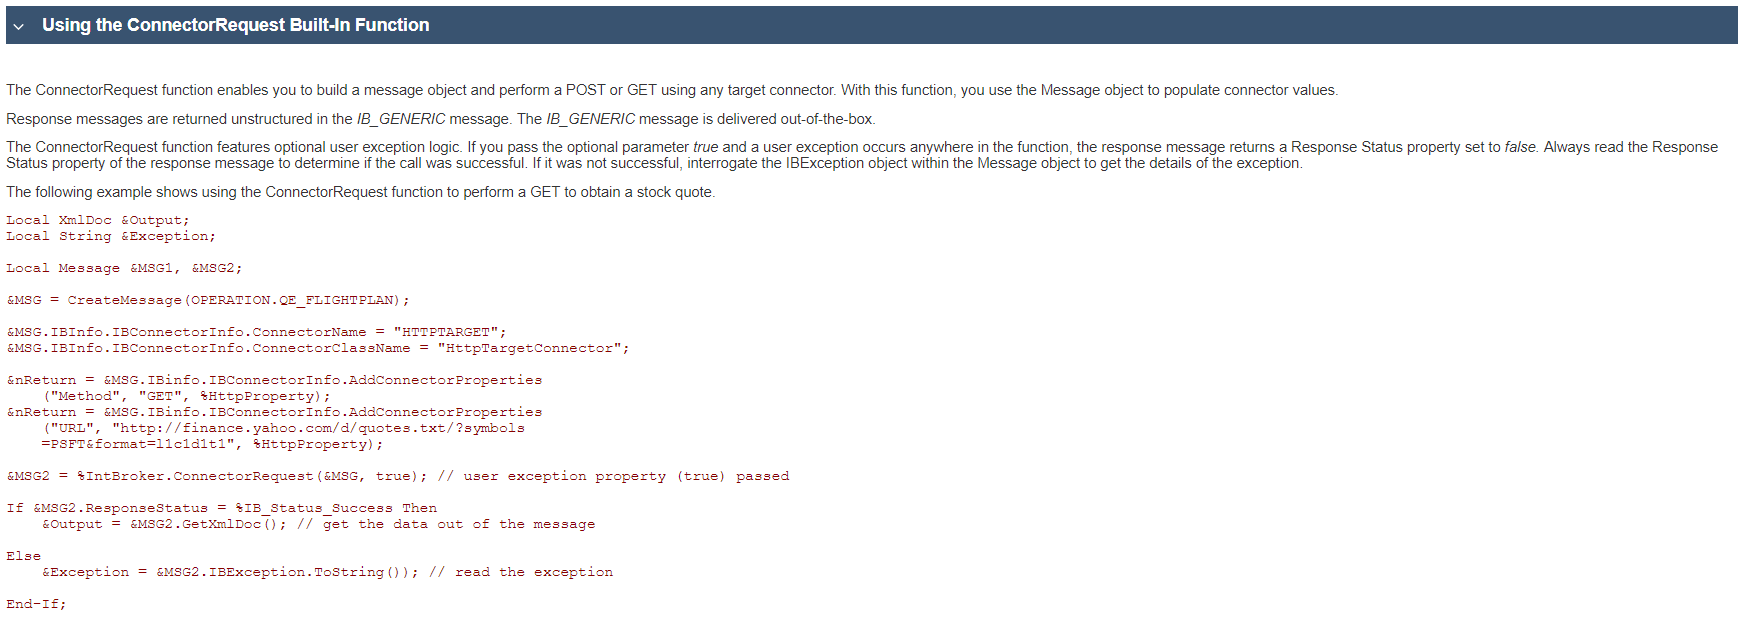 Using the ConnectorRequest Built-In Function
The ConnectorRequest function enables you to build a message object and perform a POST or GET using any target connector. With this function, you use the Message object to populate connector values.
Response messages are returned unstructured in the IB_GENERIC message. The IB_GENERIC message is delivered out-of-the-box.
The ConnectorRequest function features optional user exception logic. If you pass the optional parameter true and a user exception occurs anywhere in the function, the response message returns a Response Status property set to false. Always read the Response
Status property of the response message to determine if the call was successful. If it was not successful, interrogate the IBException object within the Message object to get the details of the exception.
The following example shows using the ConnectorRequest function to perform a GET to obtain a stock quote.
Local XmlDoc &Output;
Local String &Exception;
Local Message &MSG1, &MSG2;
&MSG = CreateMessage(OPERATION.QE_FLIGHTPLAN);
&MSG.IBInfo.IBConnectorInfo.ConnectorName = "HTTPTARGET";
&MSG.IBInfo.IBConnectorInfo.ConnectorClassName = "HttpTargetConnector";
&nReturn = &MSG.IBinfo.IBConnectorInfo.AddConnectorProperties
("Method", "GET", %HttpProperty);
&nReturn = &MSG.IBinfo.IBConnectorInfo.AddConnectorProperties
("URL", "http://finance.yahoo.com/d/quotes.txt/?symbols
=PSFT&format=l1c1d1t1", %HttpProperty);
&MSG2 = %IntBroker.ConnectorRequest(&MSG, true); // user exception property (true) passed
If &MSG2.ResponseStatus = %IB_Status_Success Then
&Output = &MSG2.GetXmlDoc(); // get the data out of the message
Else
&Exception = &MSG2.IBException.ToString()); // read the exception
End-If;